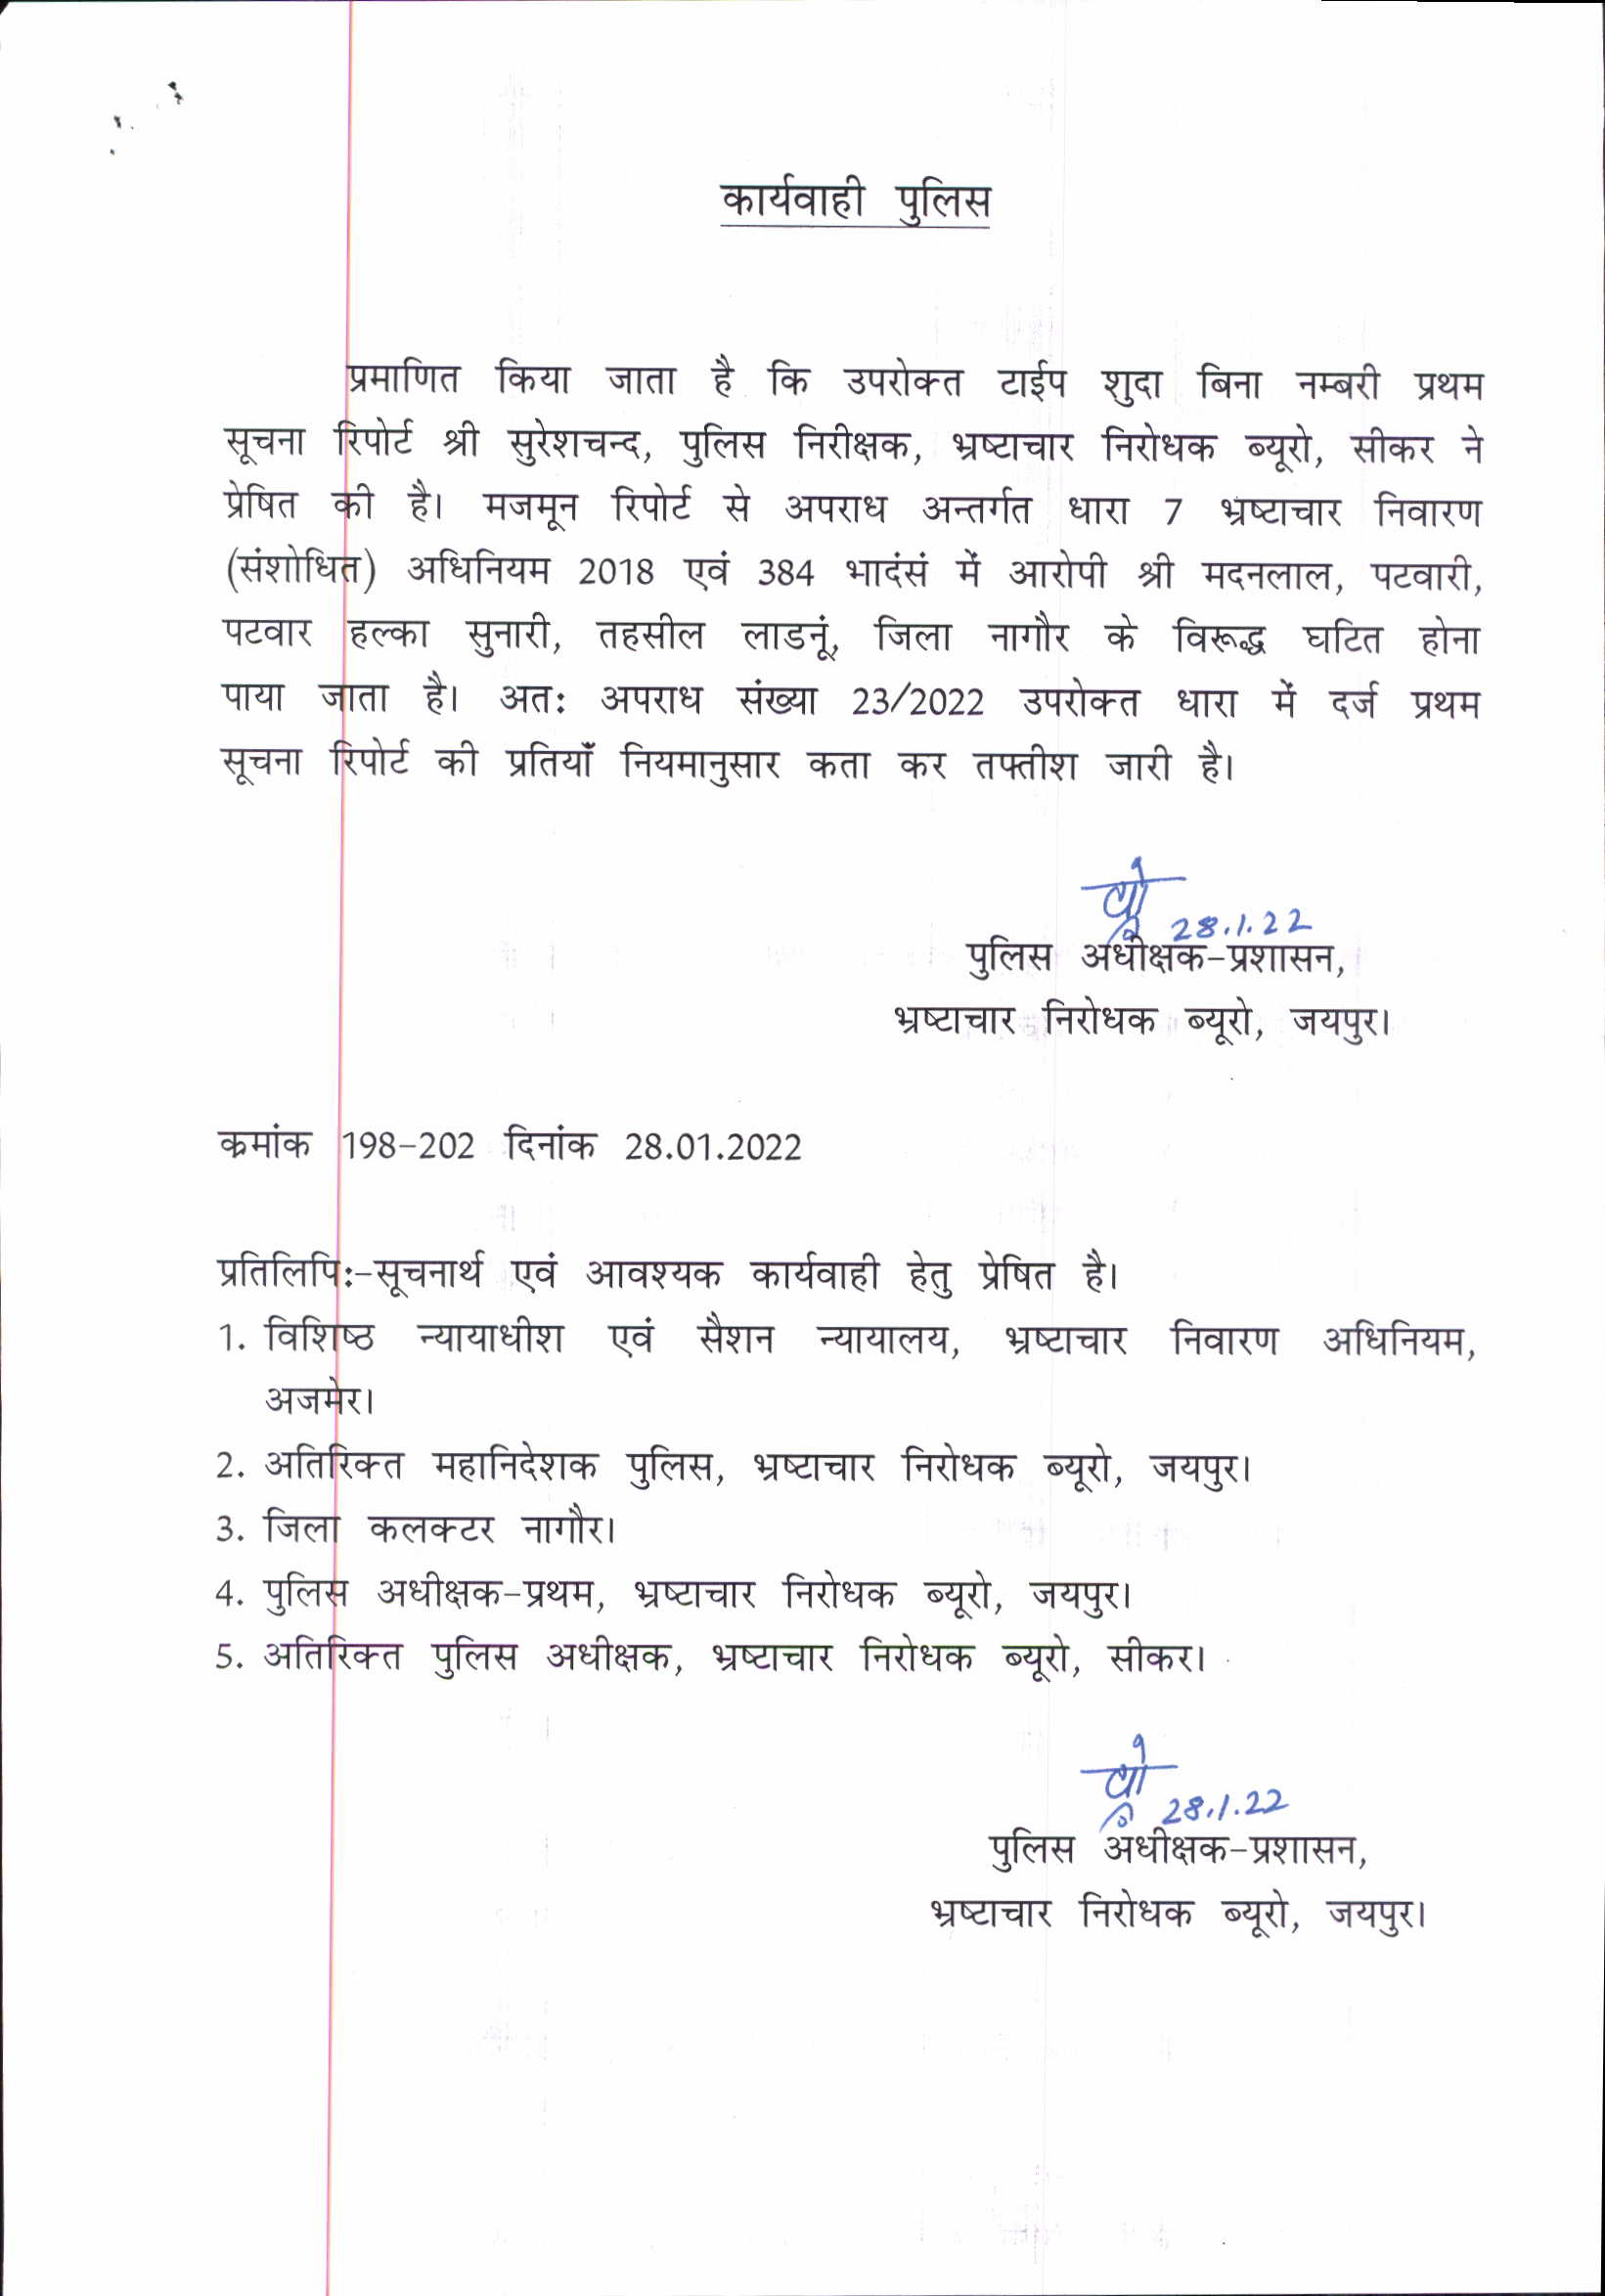 कार्यवाही पुलिस
प्रमाणित किया जाता है कि उपरोक्त टाईप शुदा बिना नम्बरी प्रथम
सूचना रिपोर्ट श्री सुरेशचन्द, पुलिस निरीक्षक, भ्रष्टाचार निरोधक ब्यूरो, सीकर ने
प्रेषित की है। मजमून रिपोर्ट से अपराध अन्तर्गत धारा 7 भ्रष्टाचार निवारण
(संशोधित) अधिनियम 2018 एवं 384 भादंसं में आरोपी श्री मदनलाल, पटवारी,
पटवार हल्का सुनारी, तहसील लाडनूं, जिला नागौर के विरूद्ध घटित होना
पाया जाता है। अतः अपराध संख्या 23/2022 उपरोक्त धारा में दर्ज प्रथम
सूचना रिपोर्ट की प्रतियाँ नियमानुसार कता कर तफ्तीश जारी है।
28.1.22
पुलिस अधीक्षक-प्रशासन,
भ्रष्टाचार निरोधक ब्यूरो, जयपुर।
क्रमांक 198-202 दिनांक 28.01.2022
प्रतिलिपिः-सूचनार्थ एवं आवश्यक कार्यवाही हेतु प्रेषित है।
1. विशिष्ठ न्यायाधीश एवं सैशन न्यायालय, भ्रष्टाचार निवारण अधिनियम,
अजमेर।
2. अतिरिक्त महानिदेशक पुलिस, भ्रष्टाचार निरोधक ब्यूरो, जयपुर।
3. जिला कलक्टर नागौर।
4. पुलिस अधीक्षक-प्रथम, भ्रष्टाचार निरोधक ब्यूरो, जयपुर।
5. अतिरिक्त पुलिस अधीक्षक, भ्रष्टाचार निरोधक ब्यूरो, सीकर।
28.1.22
पुलिस अधीक्षक-प्रशासन,
भ्रष्टाचार निरोधक ब्यूरो, जयपुर।